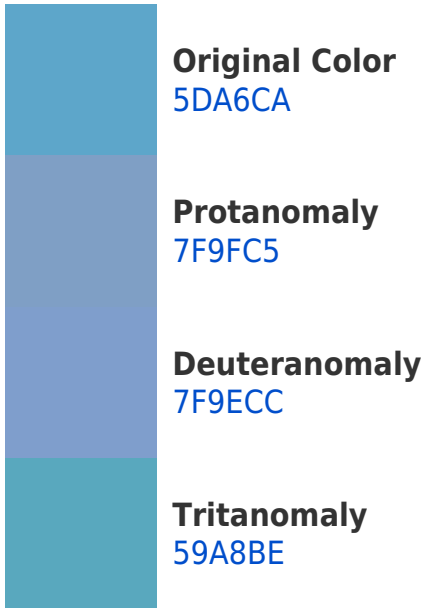 Original Color
5DA6CA
Protanomaly
7F9FC5
Deuteranomaly
7F9ECC
Tritanomaly
59A8BE